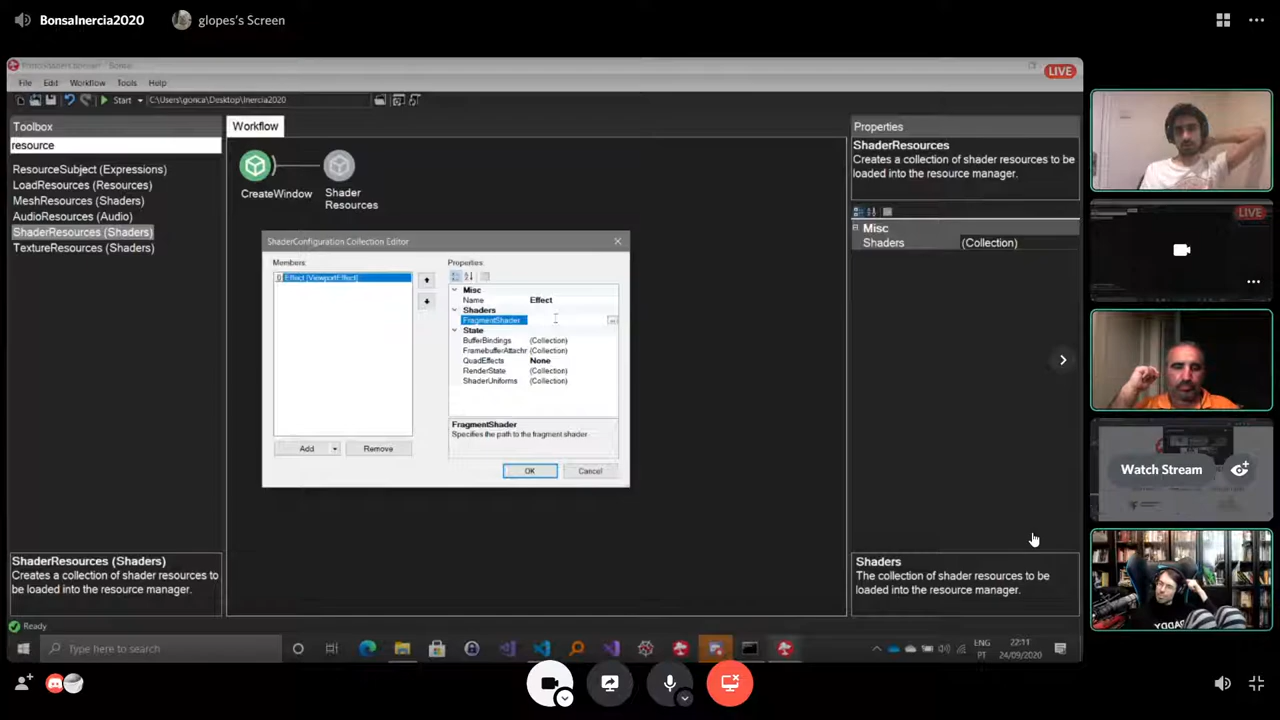 BonsaInercia2020
glopes's Screen
LIVE
File Edit Workflow Tools Help
Start C:\Users\gonca\Desktop\Inercia2020
Toolbox
resource
ResourceSubject (Expressions)
LoadResources (Resources)
MeshResources (Shaders)
AudioResources (Audio)
ShaderResources (Shaders)
TextureResources (Shaders)
ShaderResources (Shaders)
Creates a collection of shader resources to
be loaded into the resource manager.
Ready
Workflow
CreateWindow
Shader
Resources
ShaderConfiguration Collection Editor
Members:
0 Effect [ViewportEffect]
Add
Remove
Properties:
Misc
Name Effect
Shaders
FragmentShader
State
BufferBindings (Collection)
FramebufferAttachr (Collection)
QuadEffects None
RenderState (Collection)
ShaderUniforms (Collection)
FragmentShader
Specifies the path to the fragment shader.
OK
Cancel
Properties
ShaderResources
Creates a collection of shader resources to
be loaded into the resource manager.
Misc
Shaders (Collection)
Shaders
The collection of shader resources to be
loaded into the resource manager.
LIVE
Watch Stream
Type here to search
ENG
PT
22:11
24/09/2020